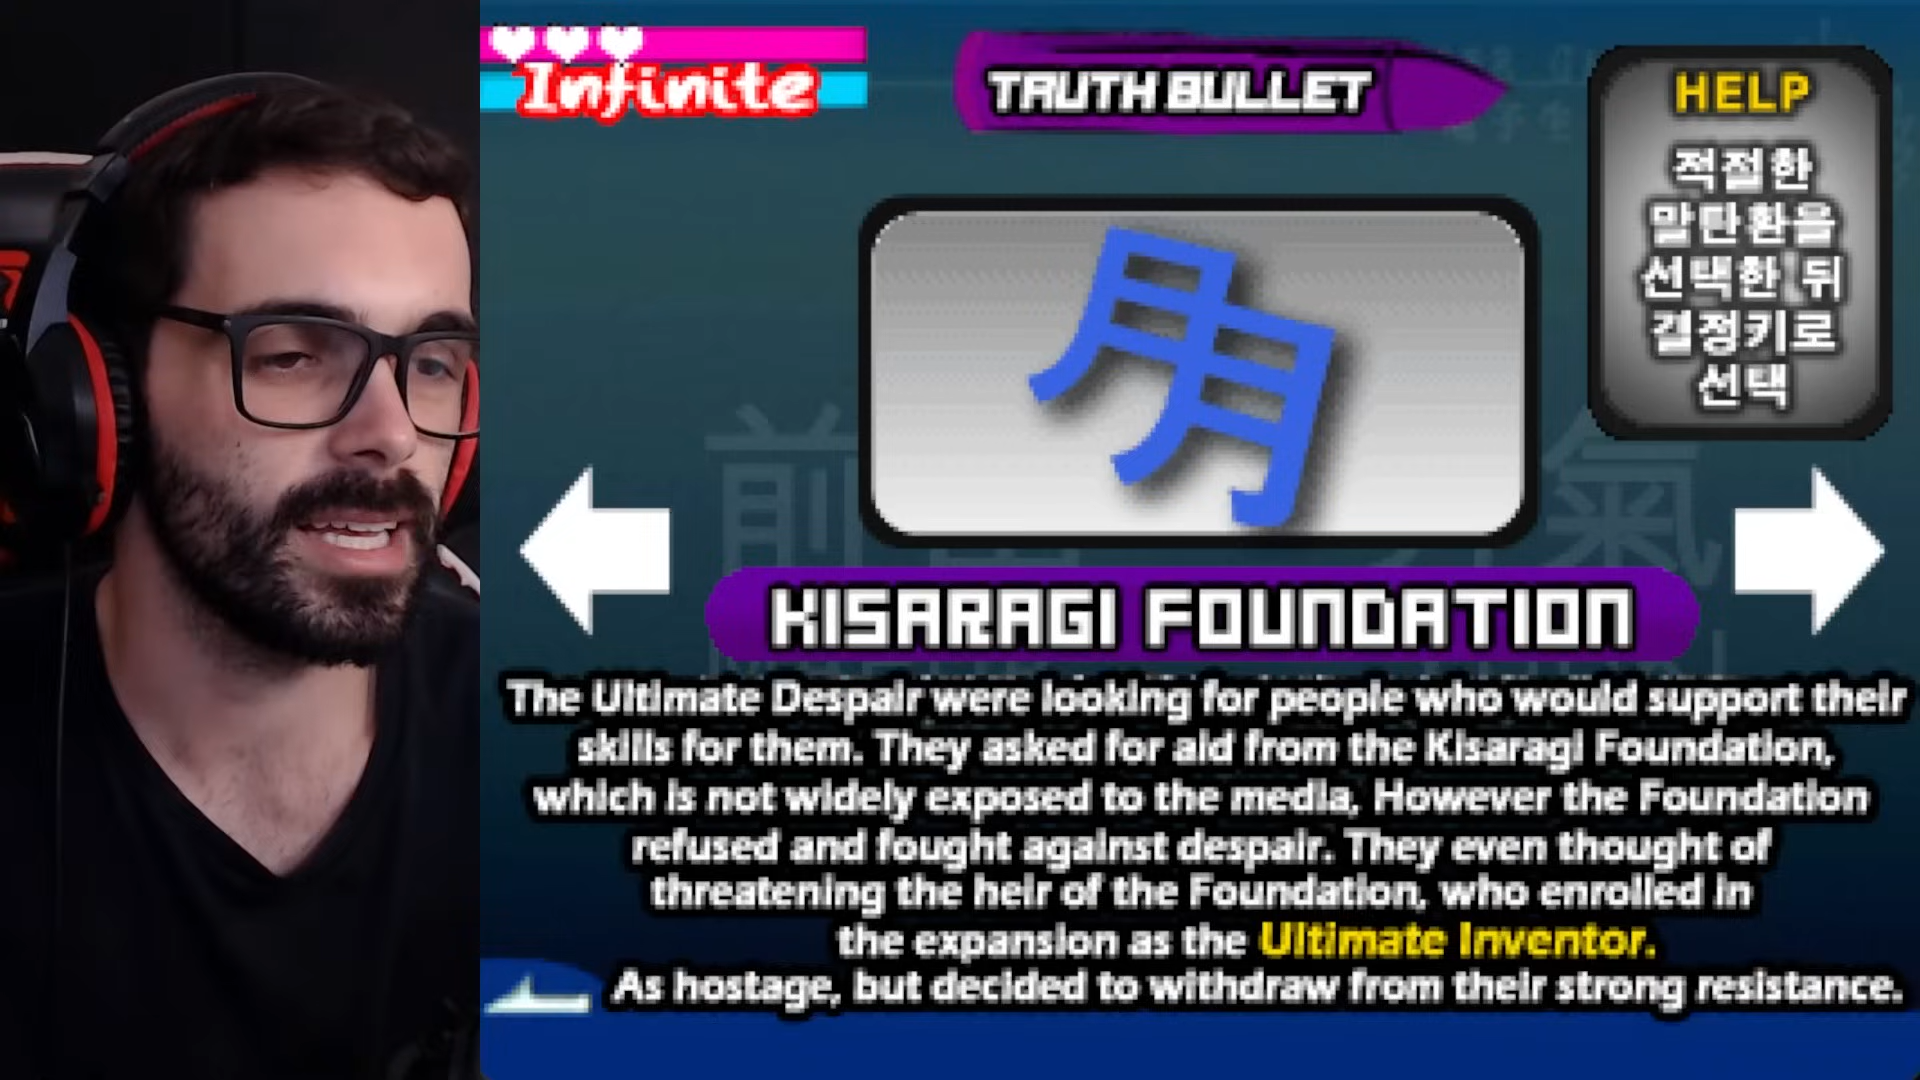 Infinite
TRUTH BULLET
HELP
적절한
말탄환을
선택한 뒤
결정키로
선택
KISARAGI FOUNDATION
The Ultimate Despair were looking for people who would support their
skills for them. They asked for aid from the Kisaragi Foundation,
which is not widely exposed to the media, However the Foundation
refused and fought against despair. They even thought of
threatening the heir of the Foundation, who enrolled in
the expansion as the Ultimate Inventor.
As hostage, but decided to withdraw from their strong resistance.